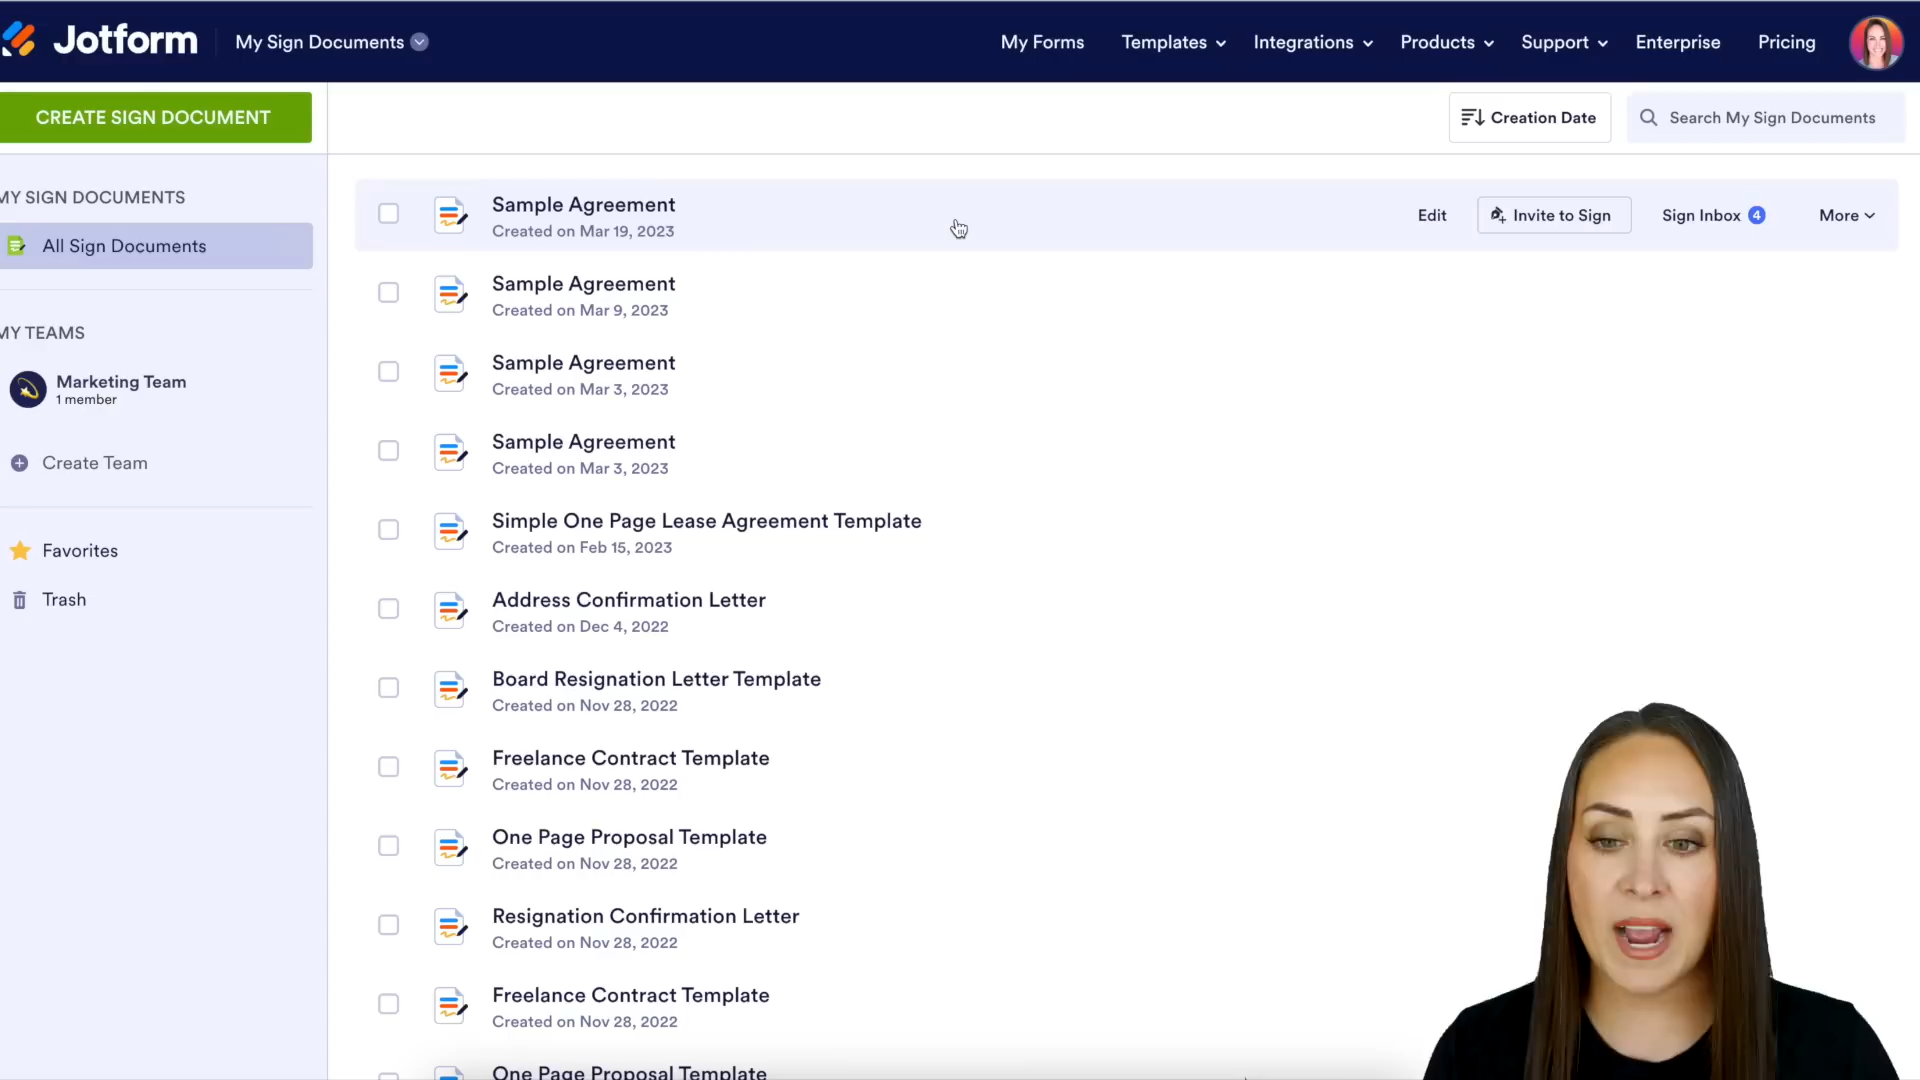 Jotform
My Sign Documents
My Forms
Templates
Integrations
Products
Support
Enterprise
Pricing
CREATE SIGN DOCUMENT
Creation Date
Search My Sign Documents
MY SIGN DOCUMENTS
All Sign Documents
MY TEAMS
Marketing Team
1 member
Create Team
Favorites
Trash
Sample Agreement
Created on Mar 19, 2023
Edit
Invite to Sign
Sign Inbox 4
More
Sample Agreement
Created on Mar 9, 2023
Sample Agreement
Created on Mar 3, 2023
Sample Agreement
Created on Mar 3, 2023
Simple One Page Lease Agreement Template
Created on Feb 15, 2023
Address Confirmation Letter
Created on Dec 4, 2022
Board Resignation Letter Template
Created on Nov 28, 2022
Freelance Contract Template
Created on Nov 28, 2022
One Page Proposal Template
Created on Nov 28, 2022
Resignation Confirmation Letter
Created on Nov 28, 2022
Freelance Contract Template
Created on Nov 28, 2022
One Page Proposal Template